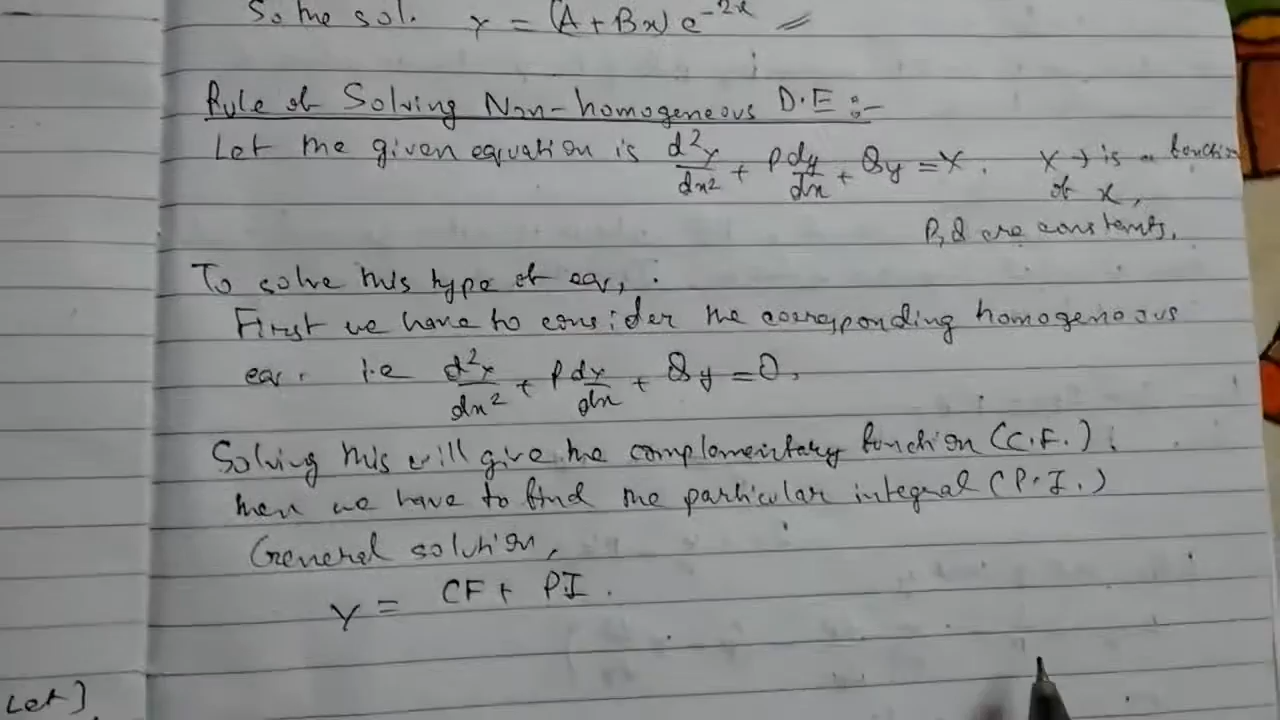 So the sol. y = (A + Bx) e^-2x
Rule of Solving Non-homogeneous D.E :-
Let the given equation is d²y/dx² + P dy/dx + Qy = X. X → is a function
of x,
P, Q are constants.
To solve this type of eqn,
First we have to consider the corresponding homogeneous
eqn. i.e d²y/dx² + P dy/dx + Qy = 0,
Solving this will give the complementary function (C.F.).
then we have to find the particular integral (P.I.)
General solution,
y = CF + PI.
Let]